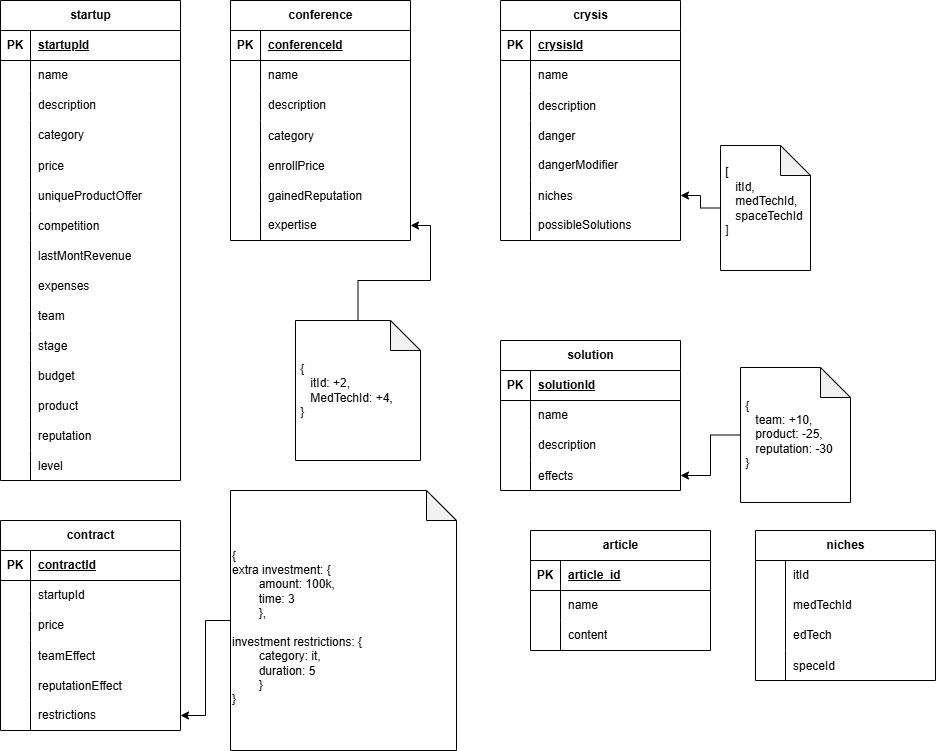 startup
PK startupId
name
description
category
price
uniqueProductOffer
competition
lastMontRevenue
expenses
team
stage
budget
product
reputation
level
conference
PK conferenceId
name
description
category
enrollPrice
gainedReputation
expertise
{
itId: +2,
MedTechId: +4,
}
crysis
PK crysisId
name
description
danger
dangerModifier
niches
possibleSolutions
[
itId,
medTechId,
spaceTechId
]
solution
PK solutionId
name
description
effects
{
team: +10,
product: -25,
reputation: -30
}
contract
PK contractId
startupId
price
teamEffect
reputationEffect
restrictions
{
extra investment: {
amount: 100k,
time: 3
},
investment restrictions: {
category: it,
duration: 5
}
}
article
PK article_id
name
content
niches
itId
medTechId
edTech
speceId